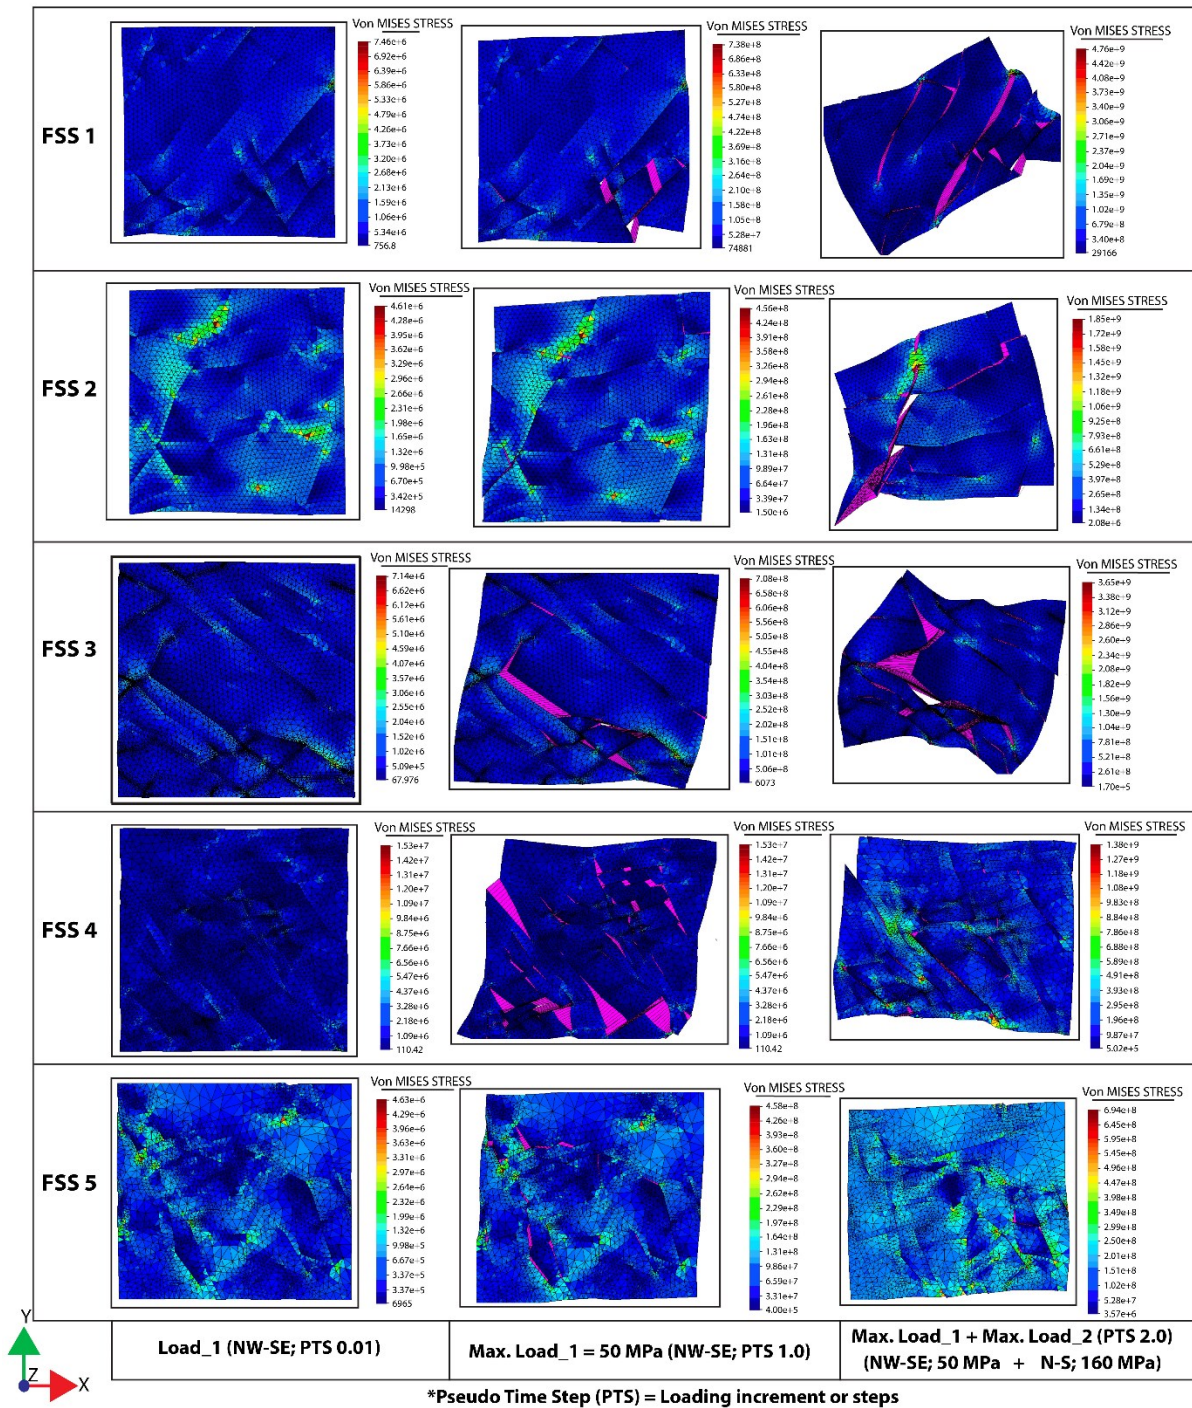 FSS 1
Von MISES STRESS
7.46e+6
6.92e+6
6.39e+6
5.86e+6
5.33e+6
4.79e+6
4.26e+6
3.73e+6
3.20e+6
2.68e+6
2.13e+6
1.59e+6
1.06e+6
5.34e+6
756.8
Von MISES STRESS
7.38e+8
6.86e+8
6.33e+8
5.80e+8
5.27e+8
4.74e+8
4.22e+8
3.69e+8
3.16e+8
2.64e+8
2.10e+8
1.58e+8
1.05e+8
5.28e+7
74881
Von MISES STRESS
4.76e+9
4.42e+9
4.08e+9
3.73e+9
3.40e+9
3.06e+9
2.71e+9
2.37e+9
2.04e+9
1.69e+9
1.35e+9
1.02e+9
6.79e+8
3.40e+8
29166
FSS 2
Von MISES STRESS
4.61e+6
4.28e+6
3.95e+6
3.62e+6
3.29e+6
2.96e+6
2.66e+6
2.31e+6
1.98e+6
1.65e+6
1.32e+6
9.98e+5
6.70e+5
3.42e+5
14298
Von MISES STRESS
4.56e+8
4.24e+8
3.91e+8
3.58e+8
3.26e+8
2.94e+8
2.61e+8
2.28e+8
1.96e+8
1.63e+8
1.31e+8
9.89e+7
6.64e+7
3.39e+7
1.50e+6
Von MISES STRESS
1.85e+9
1.72e+9
1.58e+9
1.45e+9
1.32e+9
1.18e+9
1.06e+9
9.25e+8
7.93e+8
6.61e+8
5.29e+8
3.97e+8
2.65e+8
1.34e+8
2.08e+6
FSS 3
Von MISES STRESS
7.14e+6
6.62e+6
6.12e+6
5.61e+6
5.10e+6
4.59e+6
4.07e+6
3.57e+6
3.06e+6
2.55e+6
2.04e+6
1.52e+6
1.02e+6
5.09e+5
67.976
Von MISES STRESS
7.08e+8
6.58e+8
6.06e+8
5.56e+8
5.05e+8
4.55e+8
4.04e+8
3.54e+8
3.03e+8
2.52e+8
2.02e+8
1.51e+8
1.01e+8
5.06e+8
6073
Von MISES STRESS
3.65e+9
3.38e+9
3.12e+9
2.86e+9
2.60e+9
2.34e+9
2.08e+9
1.82e+9
1.56e+9
1.30e+9
1.04e+9
7.81e+8
5.21e+8
2.61e+8
1.70e+5
FSS 4
Von MISES STRESS
1.53e+7
1.42e+7
1.31e+7
1.20e+7
1.09e+7
9.84e+6
8.75e+6
7.66e+6
6.56e+6
5.47e+6
4.37e+6
3.28e+6
2.18e+6
1.09e+6
110.42
Von MISES STRESS
1.53e+7
1.42e+7
1.31e+7
1.20e+7
1.09e+7
9.84e+6
8.75e+6
7.66e+6
6.56e+6
5.47e+6
4.37e+6
3.28e+6
2.18e+6
1.09e+6
110.42
Von MISES STRESS
1.38e+9
1.27e+9
1.18e+9
1.08e+9
9.83e+8
8.84e+8
7.86e+8
6.88e+8
5.89e+8
4.91e+8
3.93e+8
2.95e+8
1.96e+8
9.87e+7
5.02e+5
FSS 5
Von MISES STRESS
4.63e+6
4.29e+6
3.96e+6
3.63e+6
3.31e+6
2.97e+6
2.64e+6
2.32e+6
1.99e+6
1.32e+6
9.98e+5
6.67e+5
3.37e+5
6965
Von MISES STRESS
4.58e+8
4.26e+8
3.93e+8
3.60e+8
3.27e+8
2.94e+8
2.62e+8
2.29e+8
1.97e+8
1.64e+8
1.31e+8
9.86e+7
6.59e+7
3.31e+7
4.00e+5
Von MISES STRESS
6.94e+8
6.45e+8
5.95e+8
5.45e+8
4.96e+8
4.47e+8
3.98e+8
3.49e+8
2.99e+8
2.50e+8
2.01e+8
1.51e+8
1.02e+8
5.28e+7
3.57e+6
Y
Z
X
Load_1 (NW-SE; PTS 0.01)
Max. Load_1 = 50 MPa (NW-SE; PTS 1.0)
Max. Load_1 + Max. Load_2 (PTS 2.0)
(NW-SE; 50 MPa + N-S; 160 MPa)
*Pseudo Time Step (PTS) = Loading increment or steps